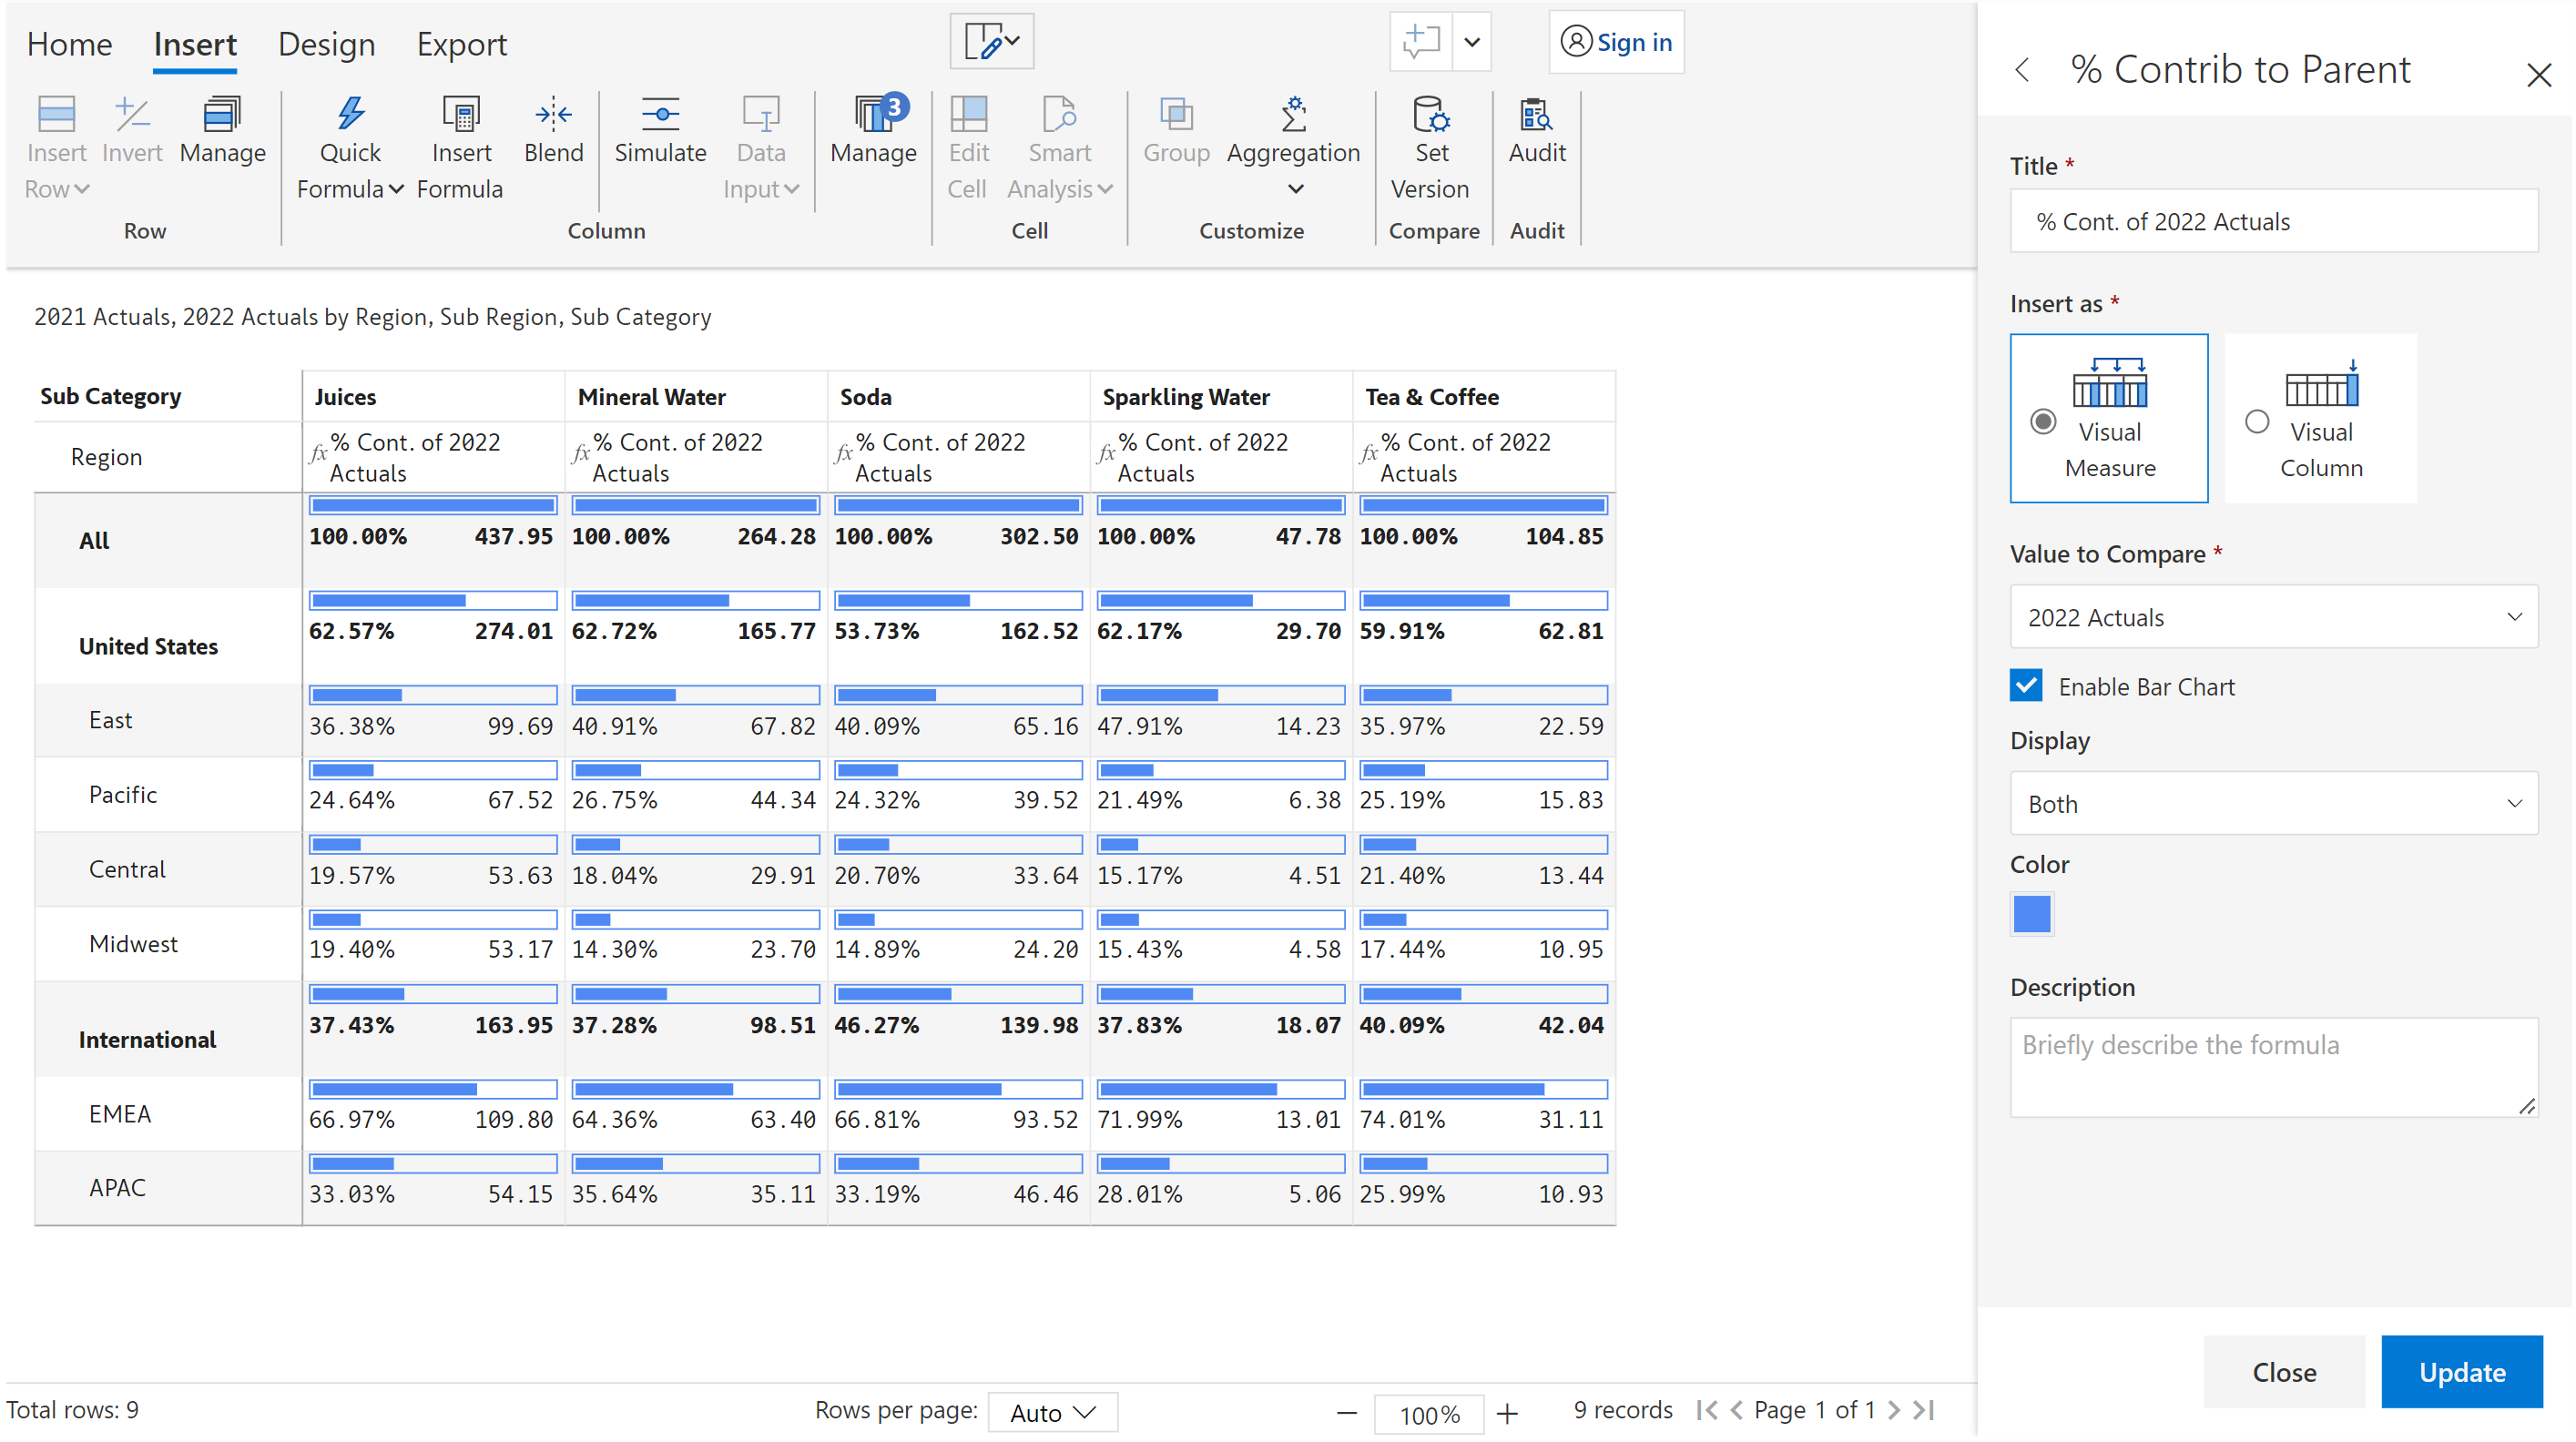 Home Insert Design Export
Sign in
Insert Row Invert Manage
Row
Quick Formula Insert Formula Blend Simulate Data Input Manage 3
Column
Edit Cell Smart Analysis
Cell
Group Aggregation
Customize
Set Version
Compare
Audit
Audit
2021 Actuals, 2022 Actuals by Region, Sub Region, Sub Category
Sub Category Juices Mineral Water Soda Sparkling Water Tea & Coffee
Region fx % Cont. of 2022 Actuals fx % Cont. of 2022 Actuals fx % Cont. of 2022 Actuals fx % Cont. of 2022 Actuals fx % Cont. of 2022 Actuals
All 100.00% 437.95 100.00% 264.28 100.00% 302.50 100.00% 47.78 100.00% 104.85
United States 62.57% 274.01 62.72% 165.77 53.73% 162.52 62.17% 29.70 59.91% 62.81
East 36.38% 99.69 40.91% 67.82 40.09% 65.16 47.91% 14.23 35.97% 22.59
Pacific 24.64% 67.52 26.75% 44.34 24.32% 39.52 21.49% 6.38 25.19% 15.83
Central 19.57% 53.63 18.04% 29.91 20.70% 33.64 15.17% 4.51 21.40% 13.44
Midwest 19.40% 53.17 14.30% 23.70 14.89% 24.20 15.43% 4.58 17.44% 10.95
International 37.43% 163.95 37.28% 98.51 46.27% 139.98 37.83% 18.07 40.09% 42.04
EMEA 66.97% 109.80 64.36% 63.40 66.81% 93.52 71.99% 13.01 74.01% 31.11
APAC 33.03% 54.15 35.64% 35.11 33.19% 46.46 28.01% 5.06 25.99% 10.93
Total rows: 9 Rows per page: Auto 100% 9 records Page 1 of 1
% Contrib to Parent
Title *
% Cont. of 2022 Actuals
Insert as *
Visual Measure
Visual Column
Value to Compare *
2022 Actuals
Enable Bar Chart
Display
Both
Color
Description
Briefly describe the formula
Close Update